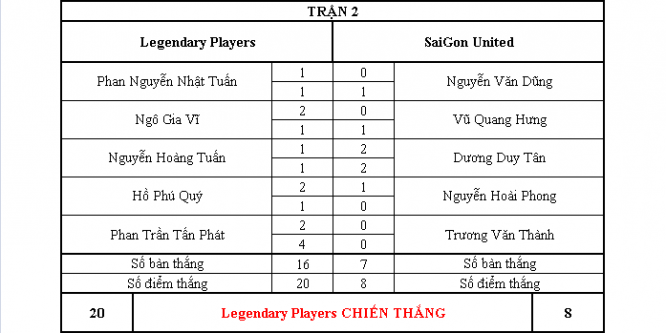 TRẬN 2
Legendary Players SaiGon United
Phan Nguyễn Nhật Tuấn 1 0 Nguyễn Văn Dũng
1 1
Ngô Gia Vĩ 2 0 Vũ Quang Hưng
1 1
Nguyễn Hoàng Tuấn 1 2 Dương Duy Tân
1 2
Hồ Phú Quý 2 1 Nguyễn Hoài Phong
1 0
Phan Trần Tấn Phát 2 0 Trương Văn Thành
4 0
Số bàn thắng 16 7 Số bàn thắng
Số điểm thắng 20 8 Số điểm thắng
20 Legendary Players CHIẾN THẮNG 8